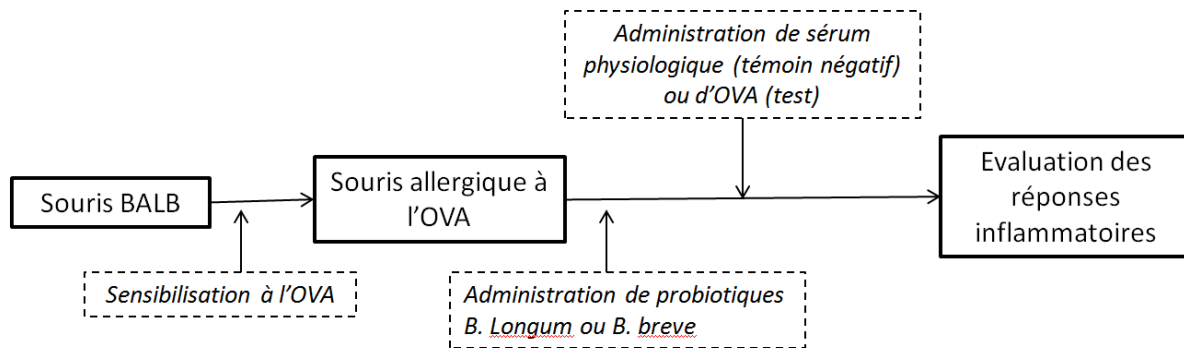 Administration de sérum
physiologique (témoin négatif)
ou d'OVA (test)
Souris BALB
Souris allergique à
l'OVA
Evaluation des
réponses
inflammatoires
Sensibilisation à l'OVA
Administration de probiotiques
B. Longum ou B. breve